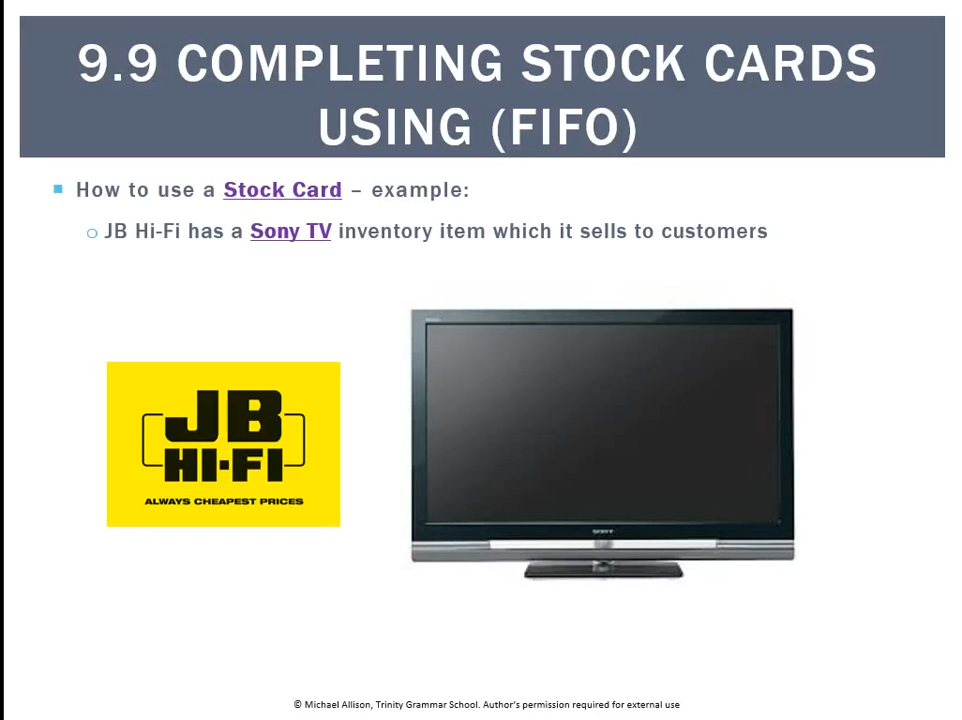 9.9 COMPLETING STOCK CARDS
USING (FIFO)
How to use a Stock Card – example:
JB Hi-Fi has a Sony TV inventory item which it sells to customers
JB
HI-FI
ALWAYS CHEAPEST PRICES
SONY
© Michael Allison, Trinity Grammar School. Author's permission required for external use